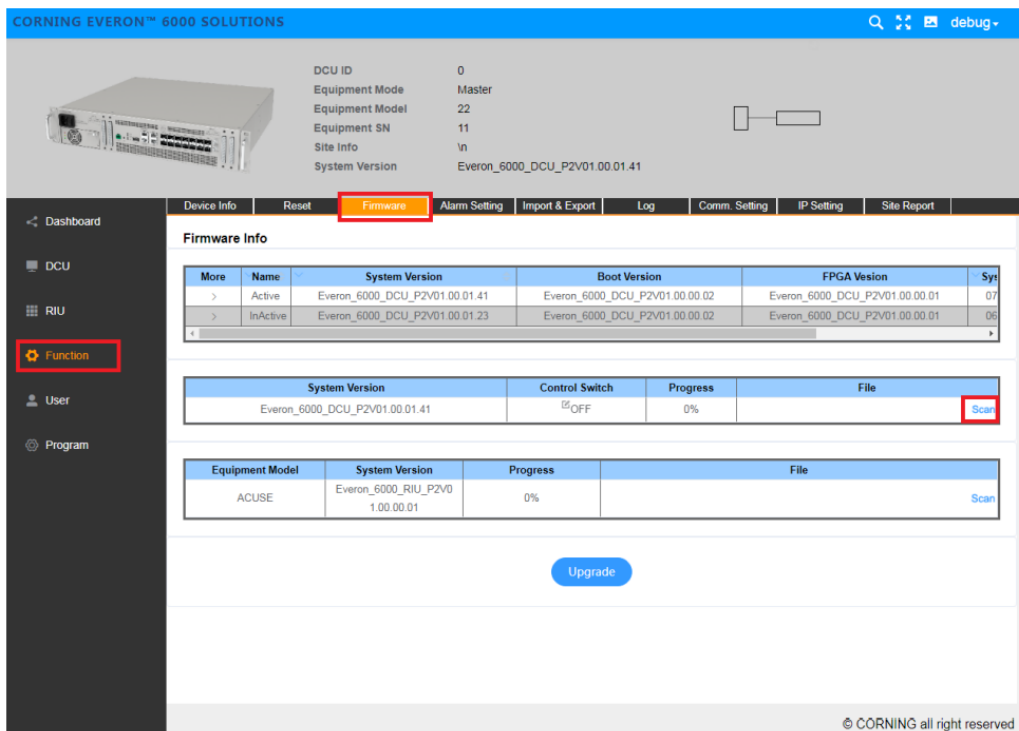 CORNING EVERON™ 6000 SOLUTIONS
debug
DCU ID 0
Equipment Mode Master
Equipment Model 22
Equipment SN 11
Site Info \n
System Version Everon_6000_DCU_P2V01.00.01.41
Device Info Reset Firmware Alarm Setting Import & Export Log Comm. Setting IP Setting Site Report
Dashboard
DCU
RIU
Function
User
Program
Firmware Info
More Name System Version Boot Version FPGA Vesion Sys
> Active Everon_6000_DCU_P2V01.00.01.41 Everon_6000_DCU_P2V01.00.00.02 Everon_6000_DCU_P2V01.00.00.01 07
> InActive Everon_6000_DCU_P2V01.00.01.23 Everon_6000_DCU_P2V01.00.00.02 Everon_6000_DCU_P2V01.00.00.01 06
System Version Control Switch Progress File
Everon_6000_DCU_P2V01.00.01.41 OFF 0% Scan
Equipment Model System Version Progress File
ACUSE Everon_6000_RIU_P2V0 0% Scan
1.00.00.01
Upgrade
© CORNING all right reserved